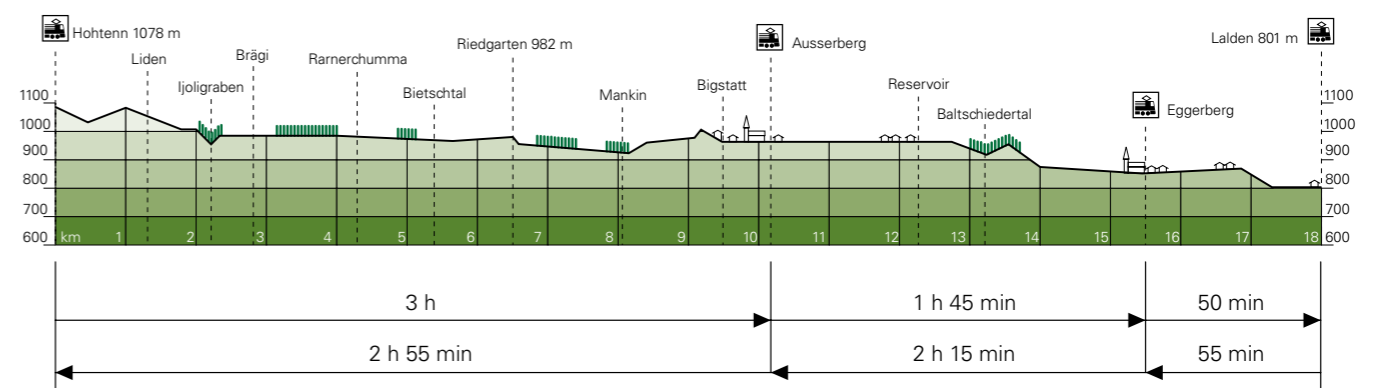 Hohtenn 1078 m
Liden
Ijoligraben
Brägi
Rarnerchumma
Bietschtal
Riedgarten 982 m
Mankin
Bigstatt
Ausserberg
Reservoir
Baltschiedertal
Eggerberg
Lalden 801 m
1100 1100
1000 1000
900 900
800 800
700 700
600 km 1 2 3 4 5 6 7 8 9 10 11 12 13 14 15 16 17 18 600
3 h 1 h 45 min 50 min
2 h 55 min 2 h 15 min 55 min